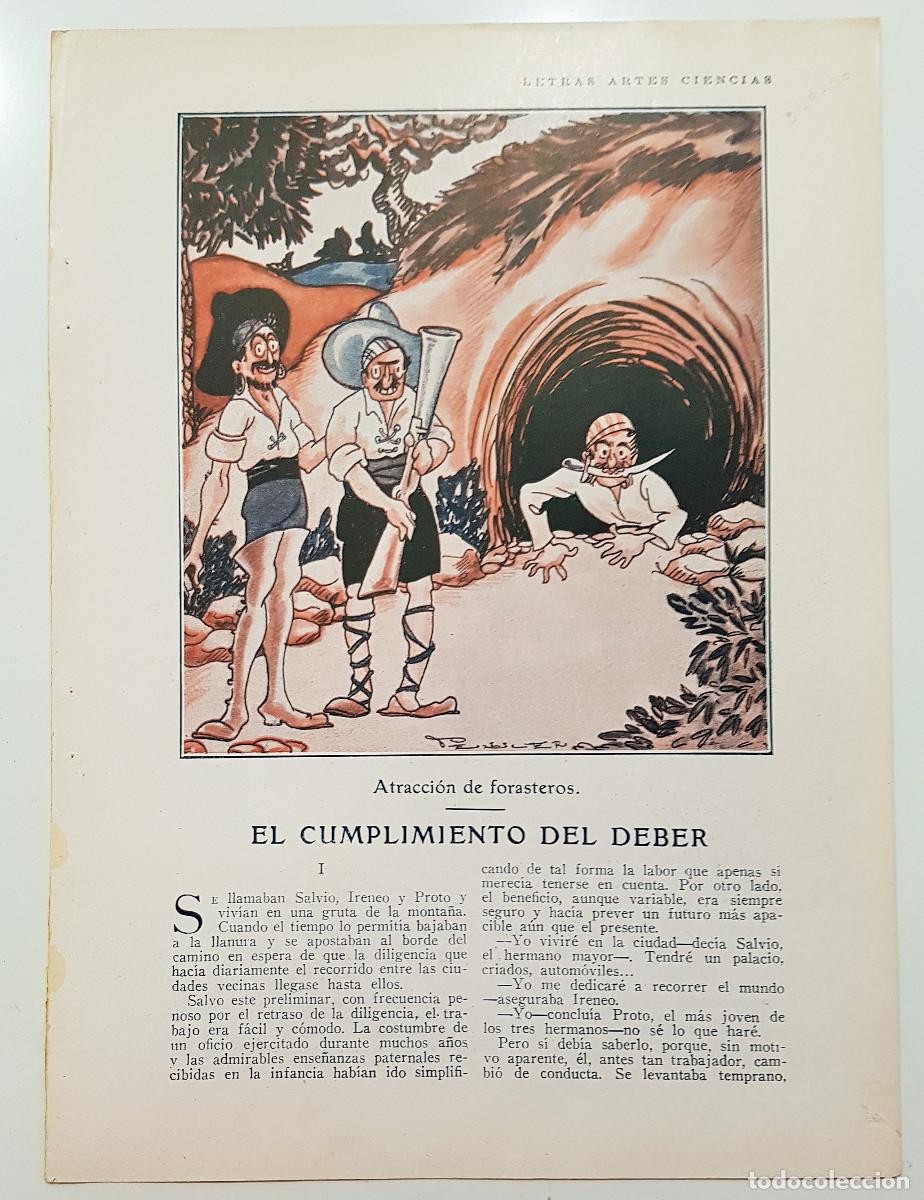 LETRAS ARTES CIENCIAS
Atracción de forasteros.
EL CUMPLIMIENTO DEL DEBER
I
SE llamaban Salvio, Ireneo y Proto y
vivían en una gruta de la montaña.
Cuando el tiempo lo permitía bajaban
a la llanura y se apostaban al borde del
camino en espera de que la diligencia que
hacía diariamente el recorrido entre las ciu-
dades vecinas llegase hasta ellos.
Salvo este preliminar, con frecuencia pe-
noso por el retraso de la diligencia, el tra-
bajo era fácil y cómodo. La costumbre de
un oficio ejercitado durante muchos años
y las admirables enseñanzas paternales re-
cibidas en la infancia habían ido simplifi-
cando de tal forma la labor que apenas si
merecía tenerse en cuenta. Por otro lado,
el beneficio, aunque variable, era siempre
seguro y hacía prever un futuro más apa-
cible aún que el presente.
—Yo viviré en la ciudad—decía Salvio,
el hermano mayor—. Tendré un palacio,
criados, automóviles...
—Yo me dedicaré a recorrer el mundo
—aseguraba Ireneo.
—Yo—concluía Proto, el más joven de
los tres hermanos—no sé lo que haré.
Pero sí debía saberlo, porque, sin moti-
vo aparente, él, antes tan trabajador, cam-
bió de conducta. Se levantaba temprano,
todocoleccion